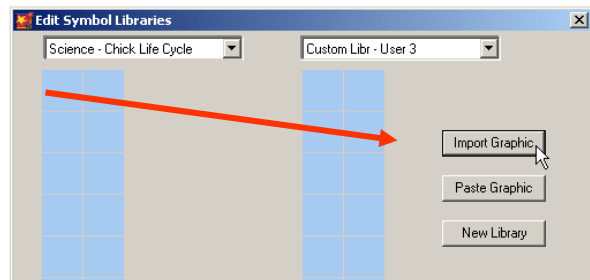 Edit Symbol Libraries
Science - Chick Life Cycle
Custom Libr - User 3
Import Graphic
Paste Graphic
New Library